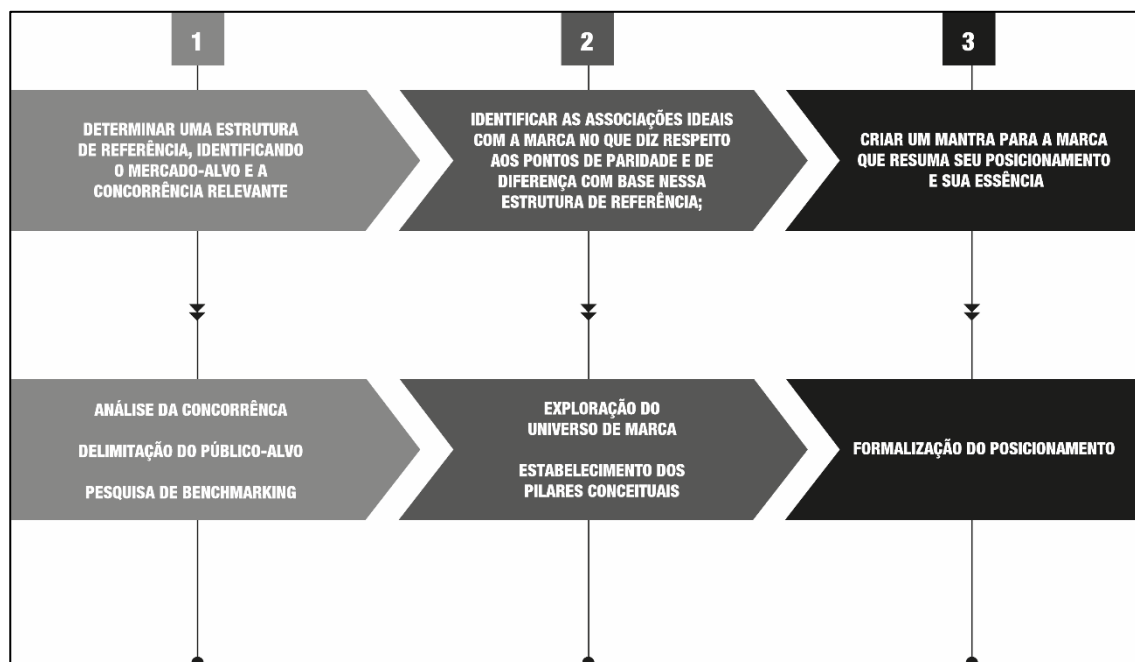 1
2
3
DETERMINAR UMA ESTRUTURA
DE REFERÊNCIA, IDENTIFICANDO
O MERCADO-ALVO E A
CONCORRÊNCIA RELEVANTE
IDENTIFICAR AS ASSOCIAÇÕES IDEAIS
COM A MARCA NO QUE DIZ RESPEITO
AOS PONTOS DE PARIDADE E DE
DIFERENÇA COM BASE NESSA
ESTRUTURA DE REFERÊNCIA;
CRIAR UM MANTRA PARA A MARCA
QUE RESUMA SEU POSICIONAMENTO
E SUA ESSÊNCIA
ANÁLISE DA CONCORRÊNCA
DELIMITAÇÃO DO PÚBLICO-ALVO
PESQUISA DE BENCHMARKING
EXPLORAÇÃO DO
UNIVERSO DE MARCA
ESTABELECIMENTO DOS
PILARES CONCEITUAIS
FORMALIZAÇÃO DO POSICIONAMENTO